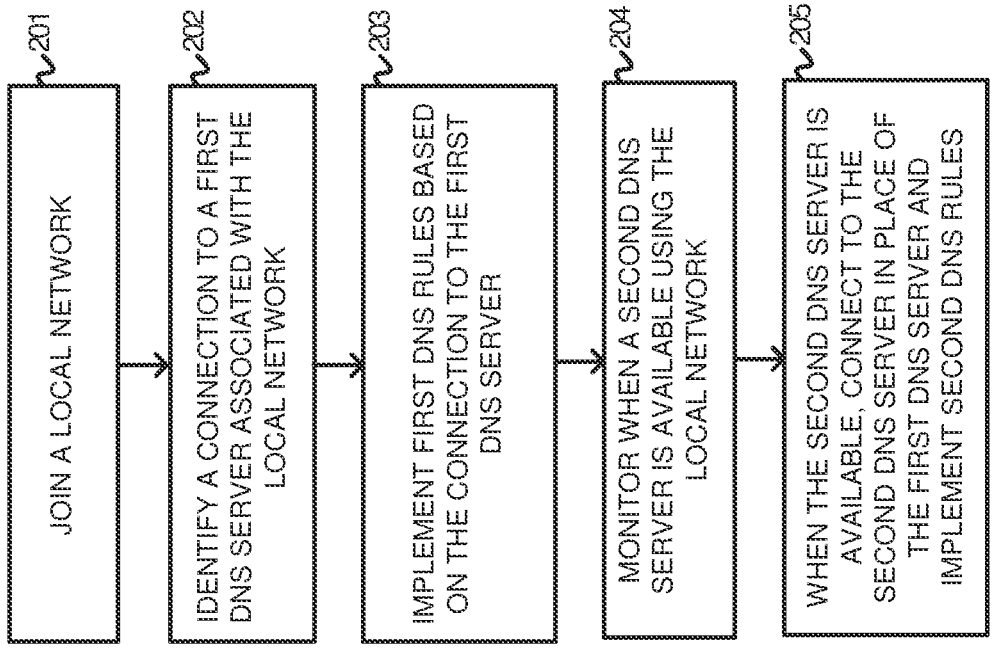 201
JOIN A LOCAL NETWORK
202
IDENTIFY A CONNECTION TO A FIRST
DNS SERVER ASSOCIATED WITH THE
LOCAL NETWORK
203
IMPLEMENT FIRST DNS RULES BASED
ON THE CONNECTION TO THE FIRST
DNS SERVER
204
MONITOR WHEN A SECOND DNS
SERVER IS AVAILABLE USING THE
LOCAL NETWORK
205
WHEN THE SECOND DNS SERVER IS
AVAILABLE, CONNECT TO THE
SECOND DNS SERVER IN PLACE OF
THE FIRST DNS SERVER AND
IMPLEMENT SECOND DNS RULES